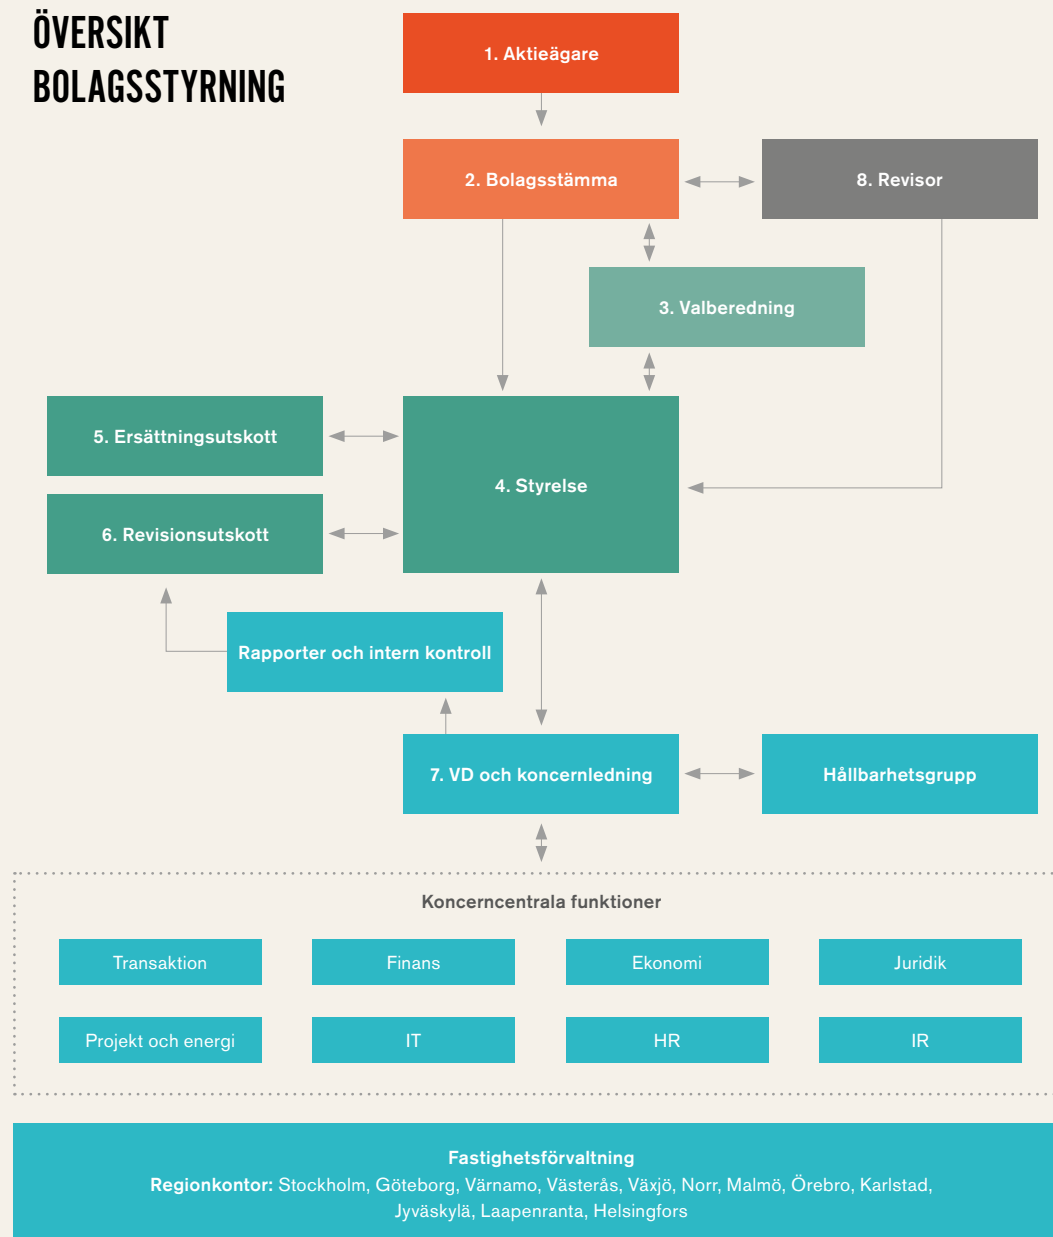 ÖVERSIKT
BOLAGSSTYRNING
1. Aktieägare
2. Bolagsstämma
8. Revisor
3. Valberedning
5. Ersättningsutskott
4. Styrelse
6. Revisionsutskott
Rapporter och intern kontroll
7. VD och koncernledning
Hållbarhetsgrupp
Koncerncentrala funktioner
Transaktion
Finans
Ekonomi
Juridik
Projekt och energi
IT
HR
IR
Fastighetsförvaltning
Regionkontor: Stockholm, Göteborg, Värnamo, Västerås, Växjö, Norr, Malmö, Örebro, Karlstad,
Jyväskylä, Laapenranta, Helsingfors